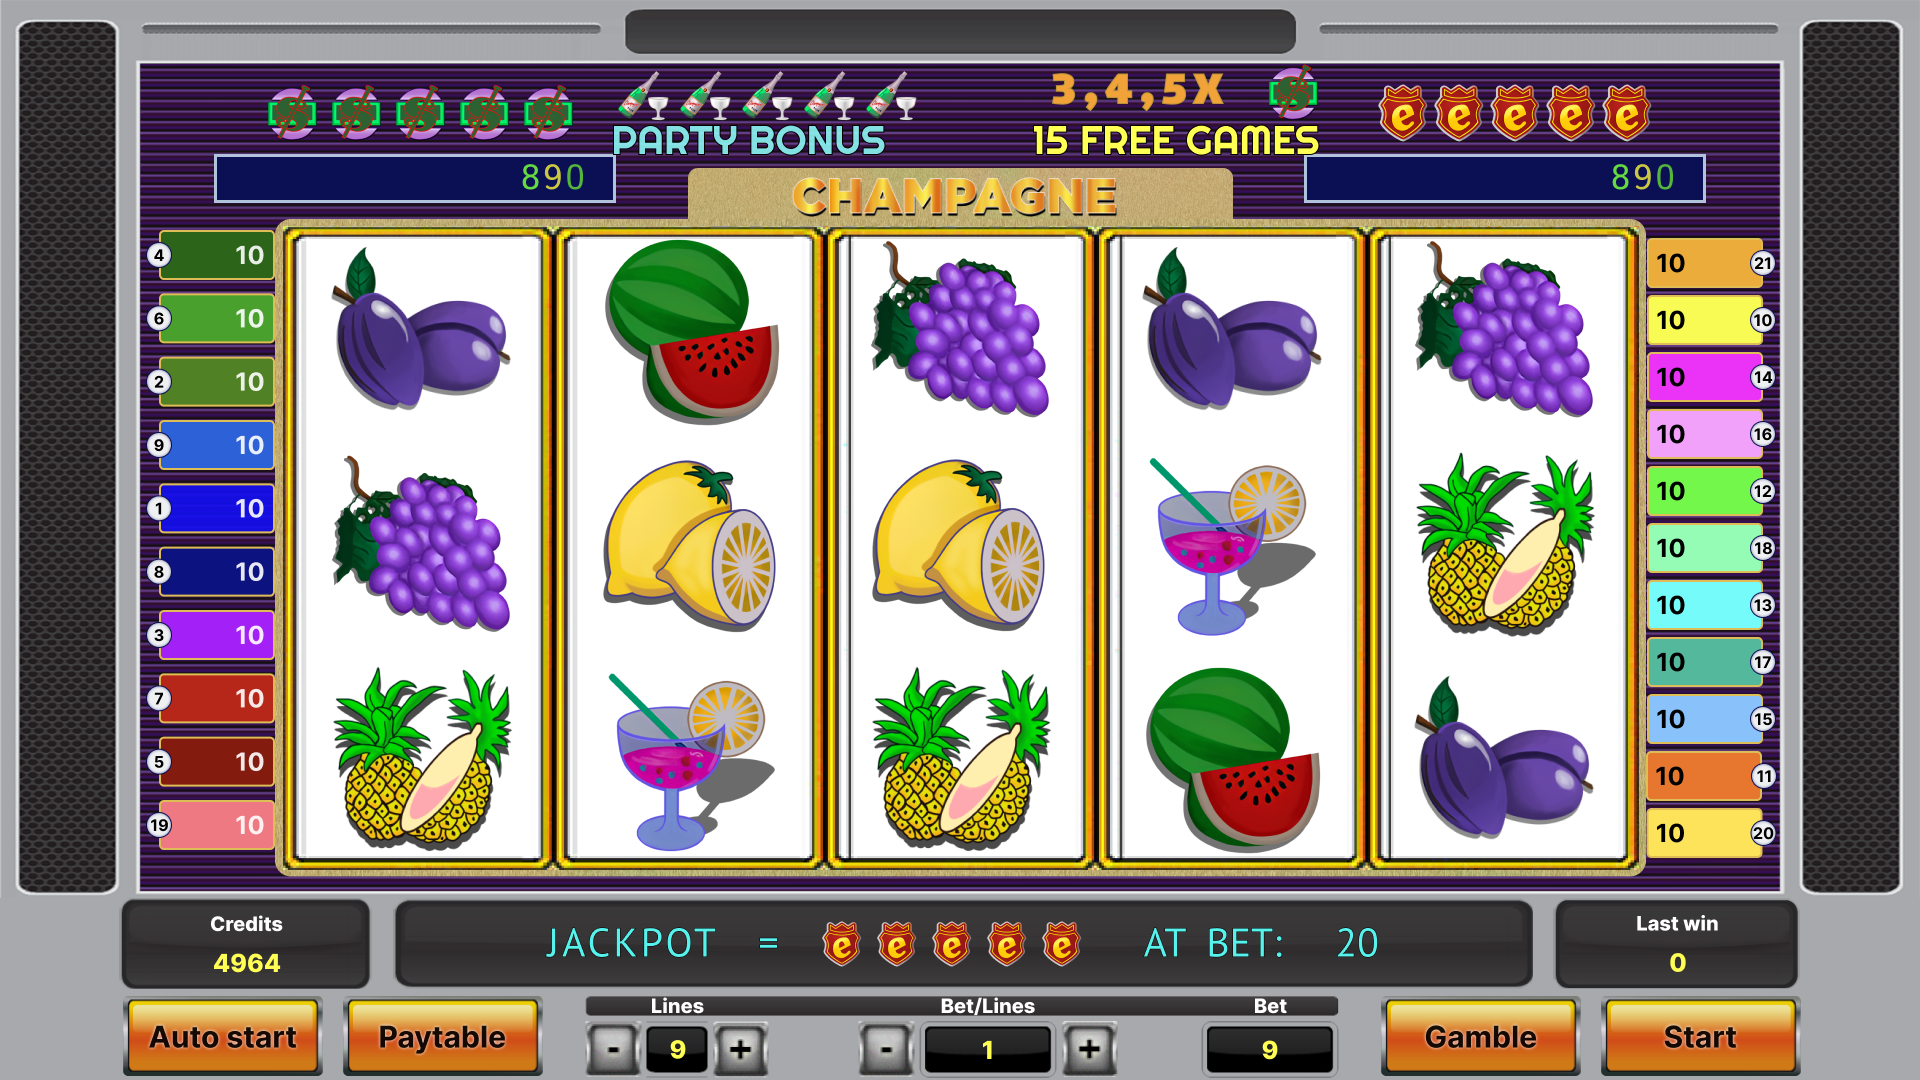 3,4,5X
PARTY BONUS
15 FREE GAMES
890
890
CHAMPAGNE
4 10
6 10
2 10
9 10
1 10
8 10
3 10
7 10
5 10
19 10
10 21
10 10
10 14
10 16
10 12
10 18
10 13
10 17
10 15
10 11
10 20
Credits
4964
JACKPOT = e e e e e AT BET: 20
Last win
0
Auto start
Paytable
Lines
- 9 +
Bet/Lines
- 1 +
Bet
9
Gamble
Start
e e e e e